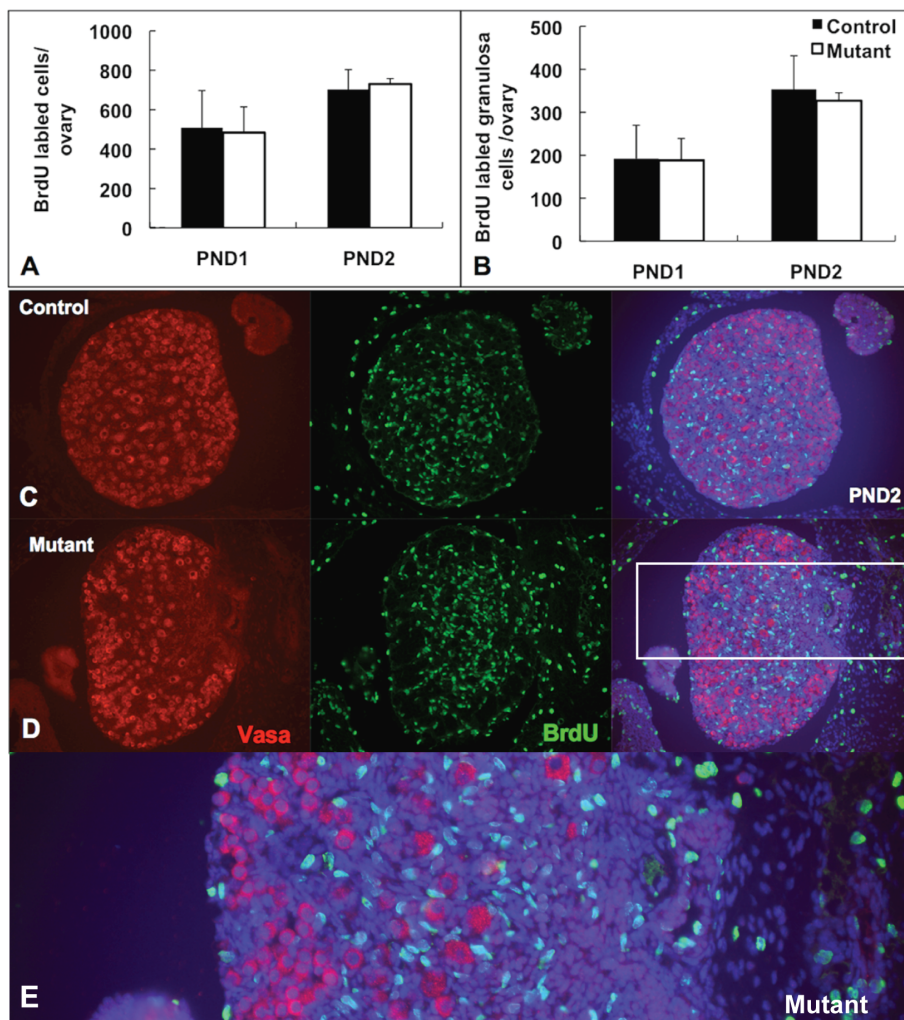 1000
800
600
400
200
0
BrdU labled cells/
ovary
PND1 PND2
A
500
400
300
200
100
0
BrdU labled granulosa
cells /ovary
Control
Mutant
PND1 PND2
B
Control
C
PND2
Mutant
D
Vasa
BrdU
E
Mutant